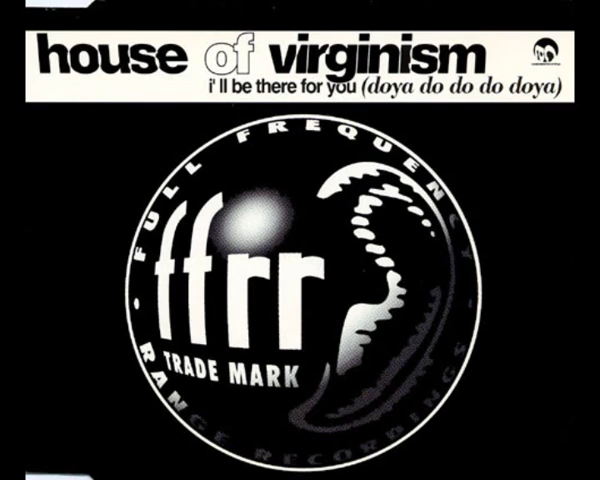 house of virginism
i' ll be there for you (doya do do do doya)
• FULL FREQUENCY •
ffrr
TRADE MARK
RANGE RECORDINGS